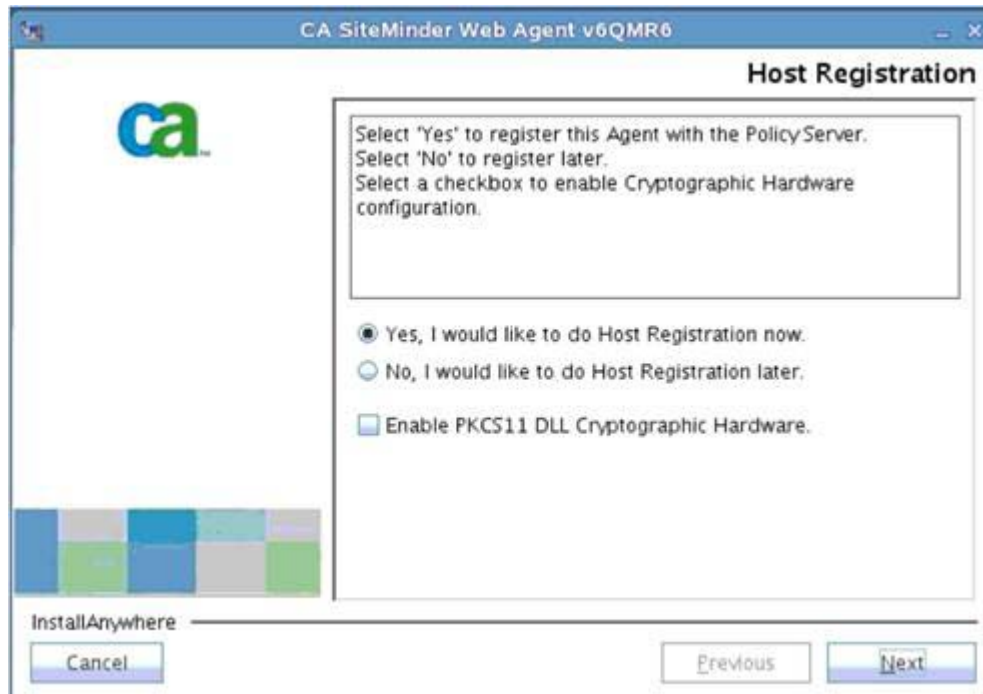 CA SiteMinder Web Agent v6QMR6
Host Registration
ca
Select 'Yes' to register this Agent with the Policy Server.
Select 'No' to register later.
Select a checkbox to enable Cryptographic Hardware
configuration.
Yes, I would like to do Host Registration now.
No, I would like to do Host Registration later.
Enable PKCS11 DLL Cryptographic Hardware.
InstallAnywhere
Cancel
Previous
Next